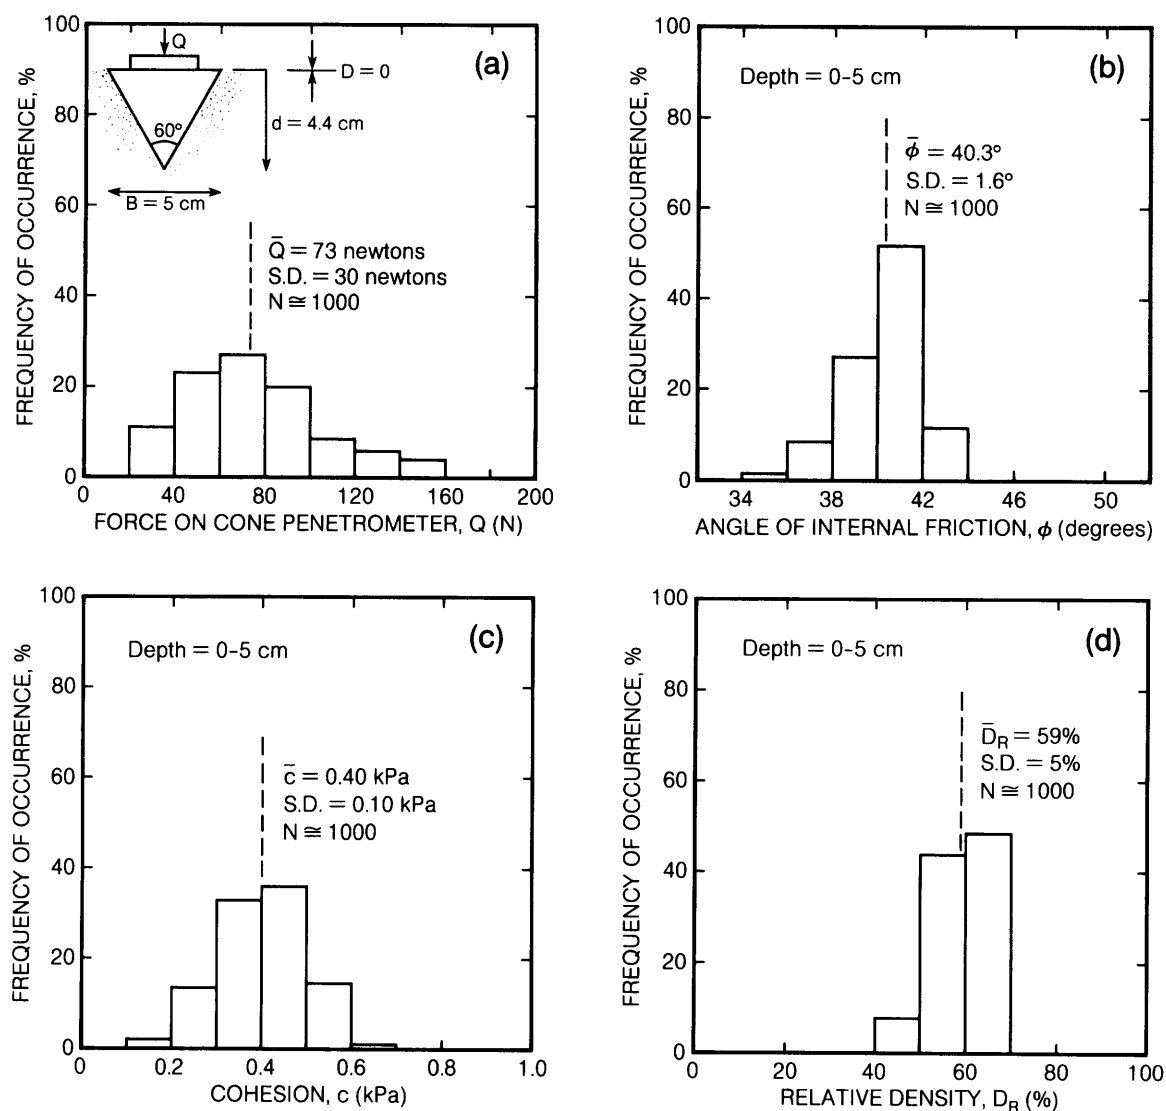 (a)
Q
D = 0
60°
d = 4.4 cm
B = 5 cm
Q̄ = 73 newtons
S.D. = 30 newtons
N ≅ 1000
FREQUENCY OF OCCURRENCE, %
100
80
60
40
20
0
0 40 80 120 160 200
FORCE ON CONE PENETROMETER, Q (N)
(b)
Depth = 0–5 cm
ϕ̄ = 40.3°
S.D. = 1.6°
N ≅ 1000
FREQUENCY OF OCCURRENCE, %
100
80
60
40
20
0
34 38 42 46 50
ANGLE OF INTERNAL FRICTION, ϕ (degrees)
(c)
Depth = 0–5 cm
c̄ = 0.40 kPa
S.D. = 0.10 kPa
N ≅ 1000
FREQUENCY OF OCCURRENCE, %
100
80
60
40
20
0
0 0.2 0.4 0.6 0.8 1.0
COHESION, c (kPa)
(d)
Depth = 0–5 cm
D̄R = 59%
S.D. = 5%
N ≅ 1000
FREQUENCY OF OCCURRENCE, %
100
80
60
40
20
0
0 20 40 60 80 100
RELATIVE DENSITY, DR (%)